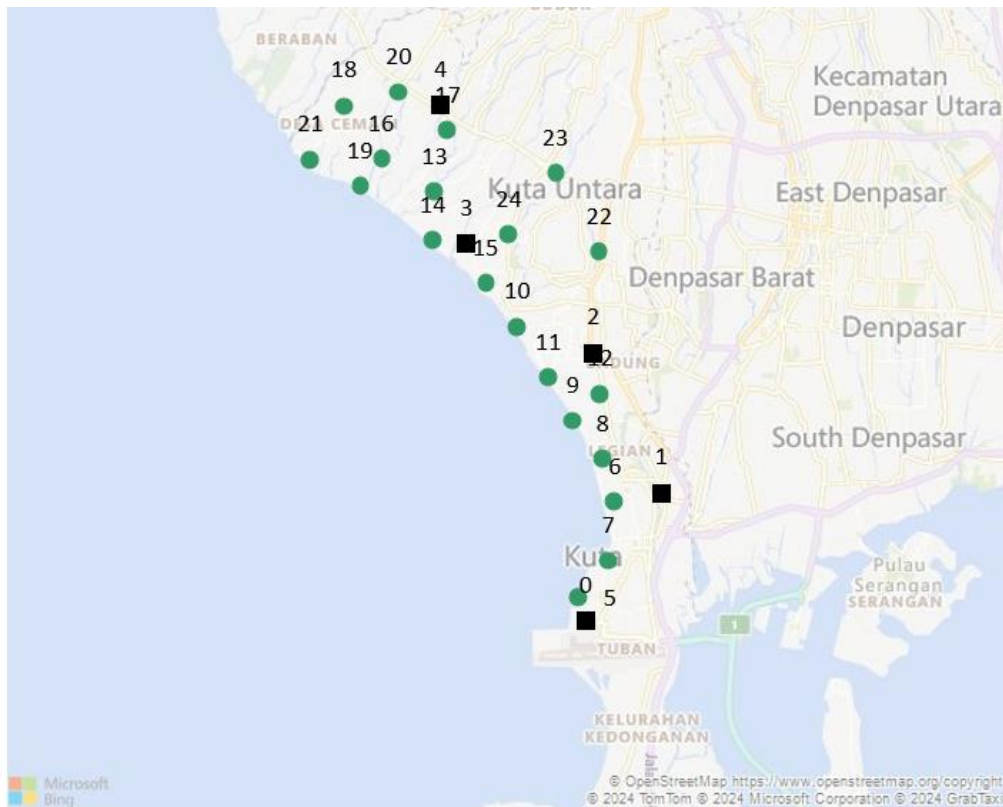 BERABAN
20
4
18
17
Kecamatan
Denpasar Utara
21
16
DESA
19
13
23
Kuta Untara
East Denpasar
14
3
24
22
15
Denpasar Barat
10
2
11
Denpasar
12
9
8
South Denpasar
LEGIAN
6
1
7
Kuta
Pulau
Serangan
SERANGAN
0
5
1
TUBAN
KELURAHAN
KEDONGANAN
Microsoft
Bing
© OpenStreetMap https://www.openstreetmap.org/copyright
© 2024 TomTom © 2024 Microsoft Corporation © 2024 GrabTax